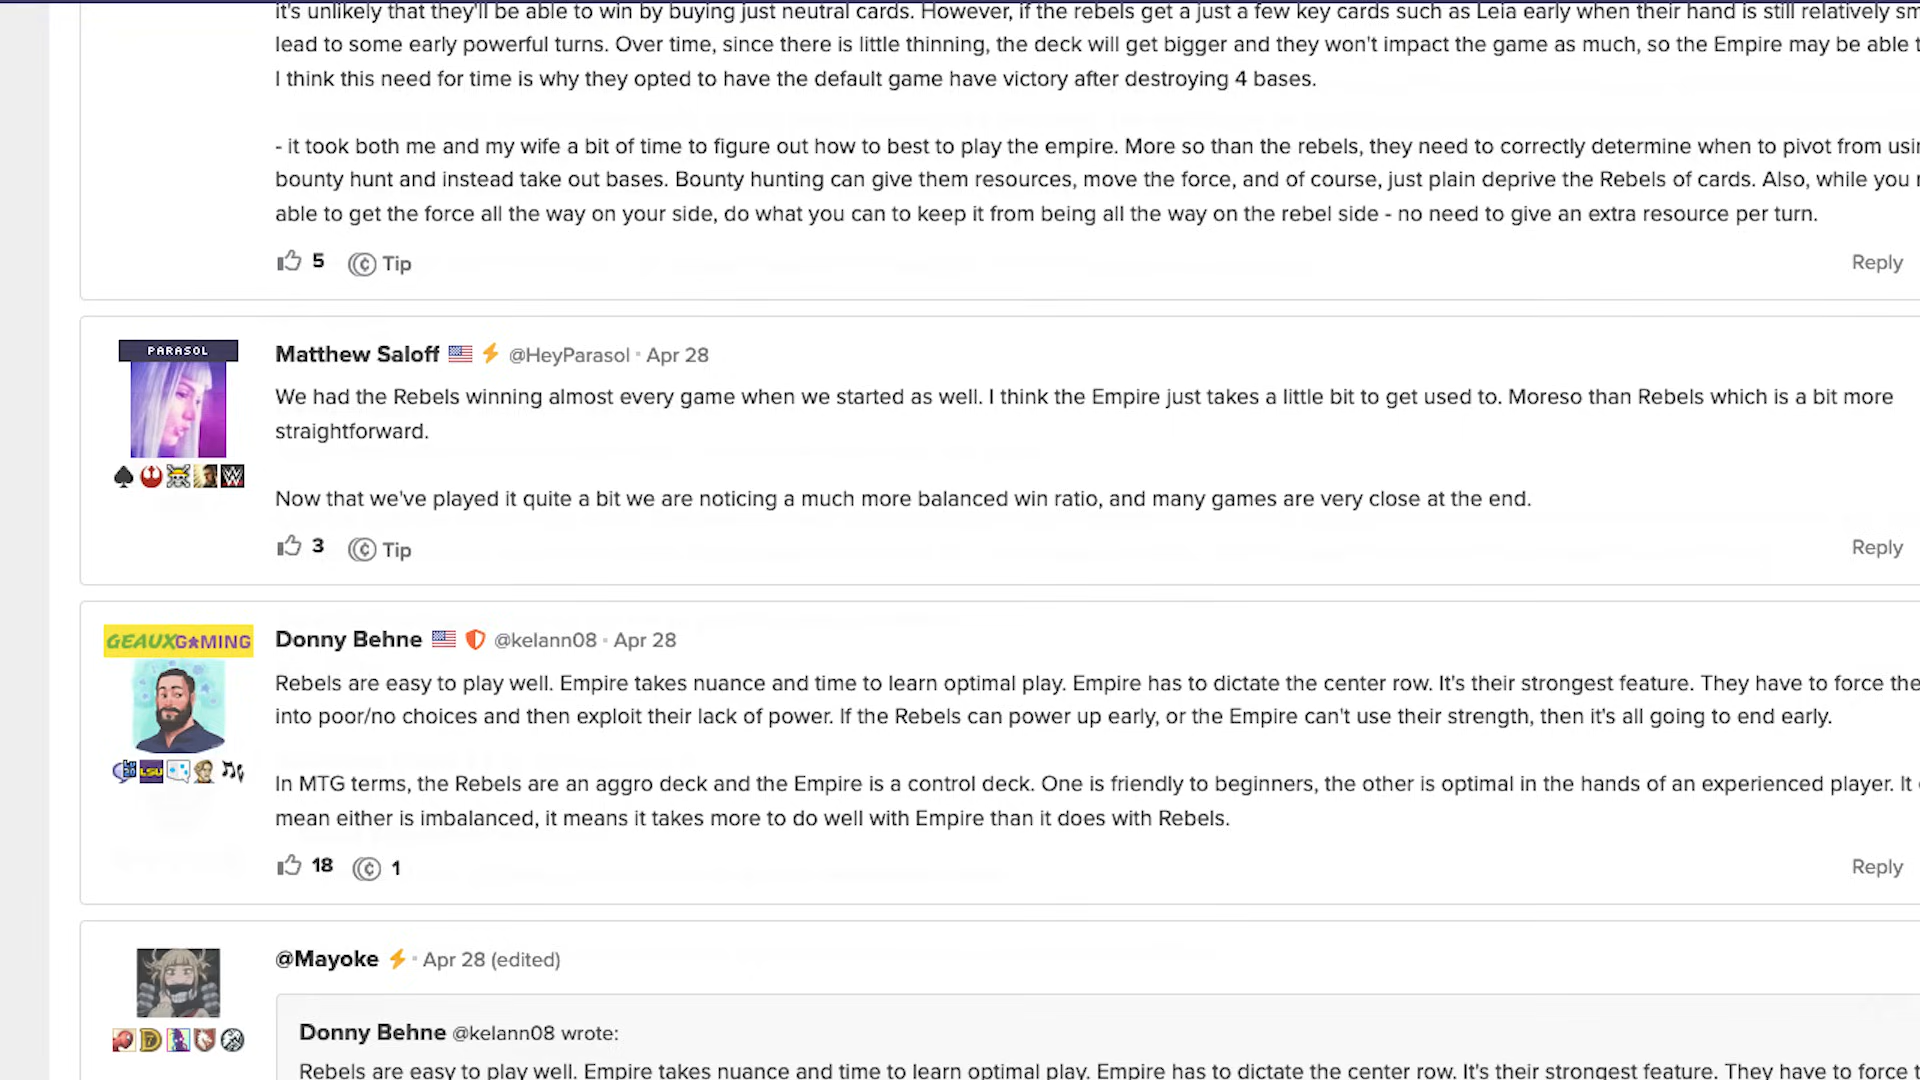 it's unlikely that they'll be able to win by buying just neutral cards. However, if the rebels get a just a few key cards such as Leia early when their hand is still relatively sm
lead to some early powerful turns. Over time, since there is little thinning, the deck will get bigger and they won't impact the game as much, so the Empire may be able t
I think this need for time is why they opted to have the default game have victory after destroying 4 bases.
- it took both me and my wife a bit of time to figure out how to best to play the empire. More so than the rebels, they need to correctly determine when to pivot from usin
bounty hunt and instead take out bases. Bounty hunting can give them resources, move the force, and of course, just plain deprive the Rebels of cards. Also, while you
able to get the force all the way on your side, do what you can to keep it from being all the way on the rebel side - no need to give an extra resource per turn.
5 Tip Reply
PARASOL
Matthew Saloff @HeyParasol · Apr 28
We had the Rebels winning almost every game when we started as well. I think the Empire just takes a little bit to get used to. Moreso than Rebels which is a bit more
straightforward.
Now that we've played it quite a bit we are noticing a much more balanced win ratio, and many games are very close at the end.
3 Tip Reply
GEAUXGAMING
Donny Behne @kelann08 · Apr 28
Rebels are easy to play well. Empire takes nuance and time to learn optimal play. Empire has to dictate the center row. It's their strongest feature. They have to force the
into poor/no choices and then exploit their lack of power. If the Rebels can power up early, or the Empire can't use their strength, then it's all going to end early.
LSU
In MTG terms, the Rebels are an aggro deck and the Empire is a control deck. One is friendly to beginners, the other is optimal in the hands of an experienced player. It
mean either is imbalanced, it means it takes more to do well with Empire than it does with Rebels.
18 1 Reply
@Mayoke · Apr 28 (edited)
Donny Behne @kelann08 wrote:
Rebels are easy to play well. Empire takes nuance and time to learn optimal play. Empire has to dictate the center row. It's their strongest feature. They have to force t